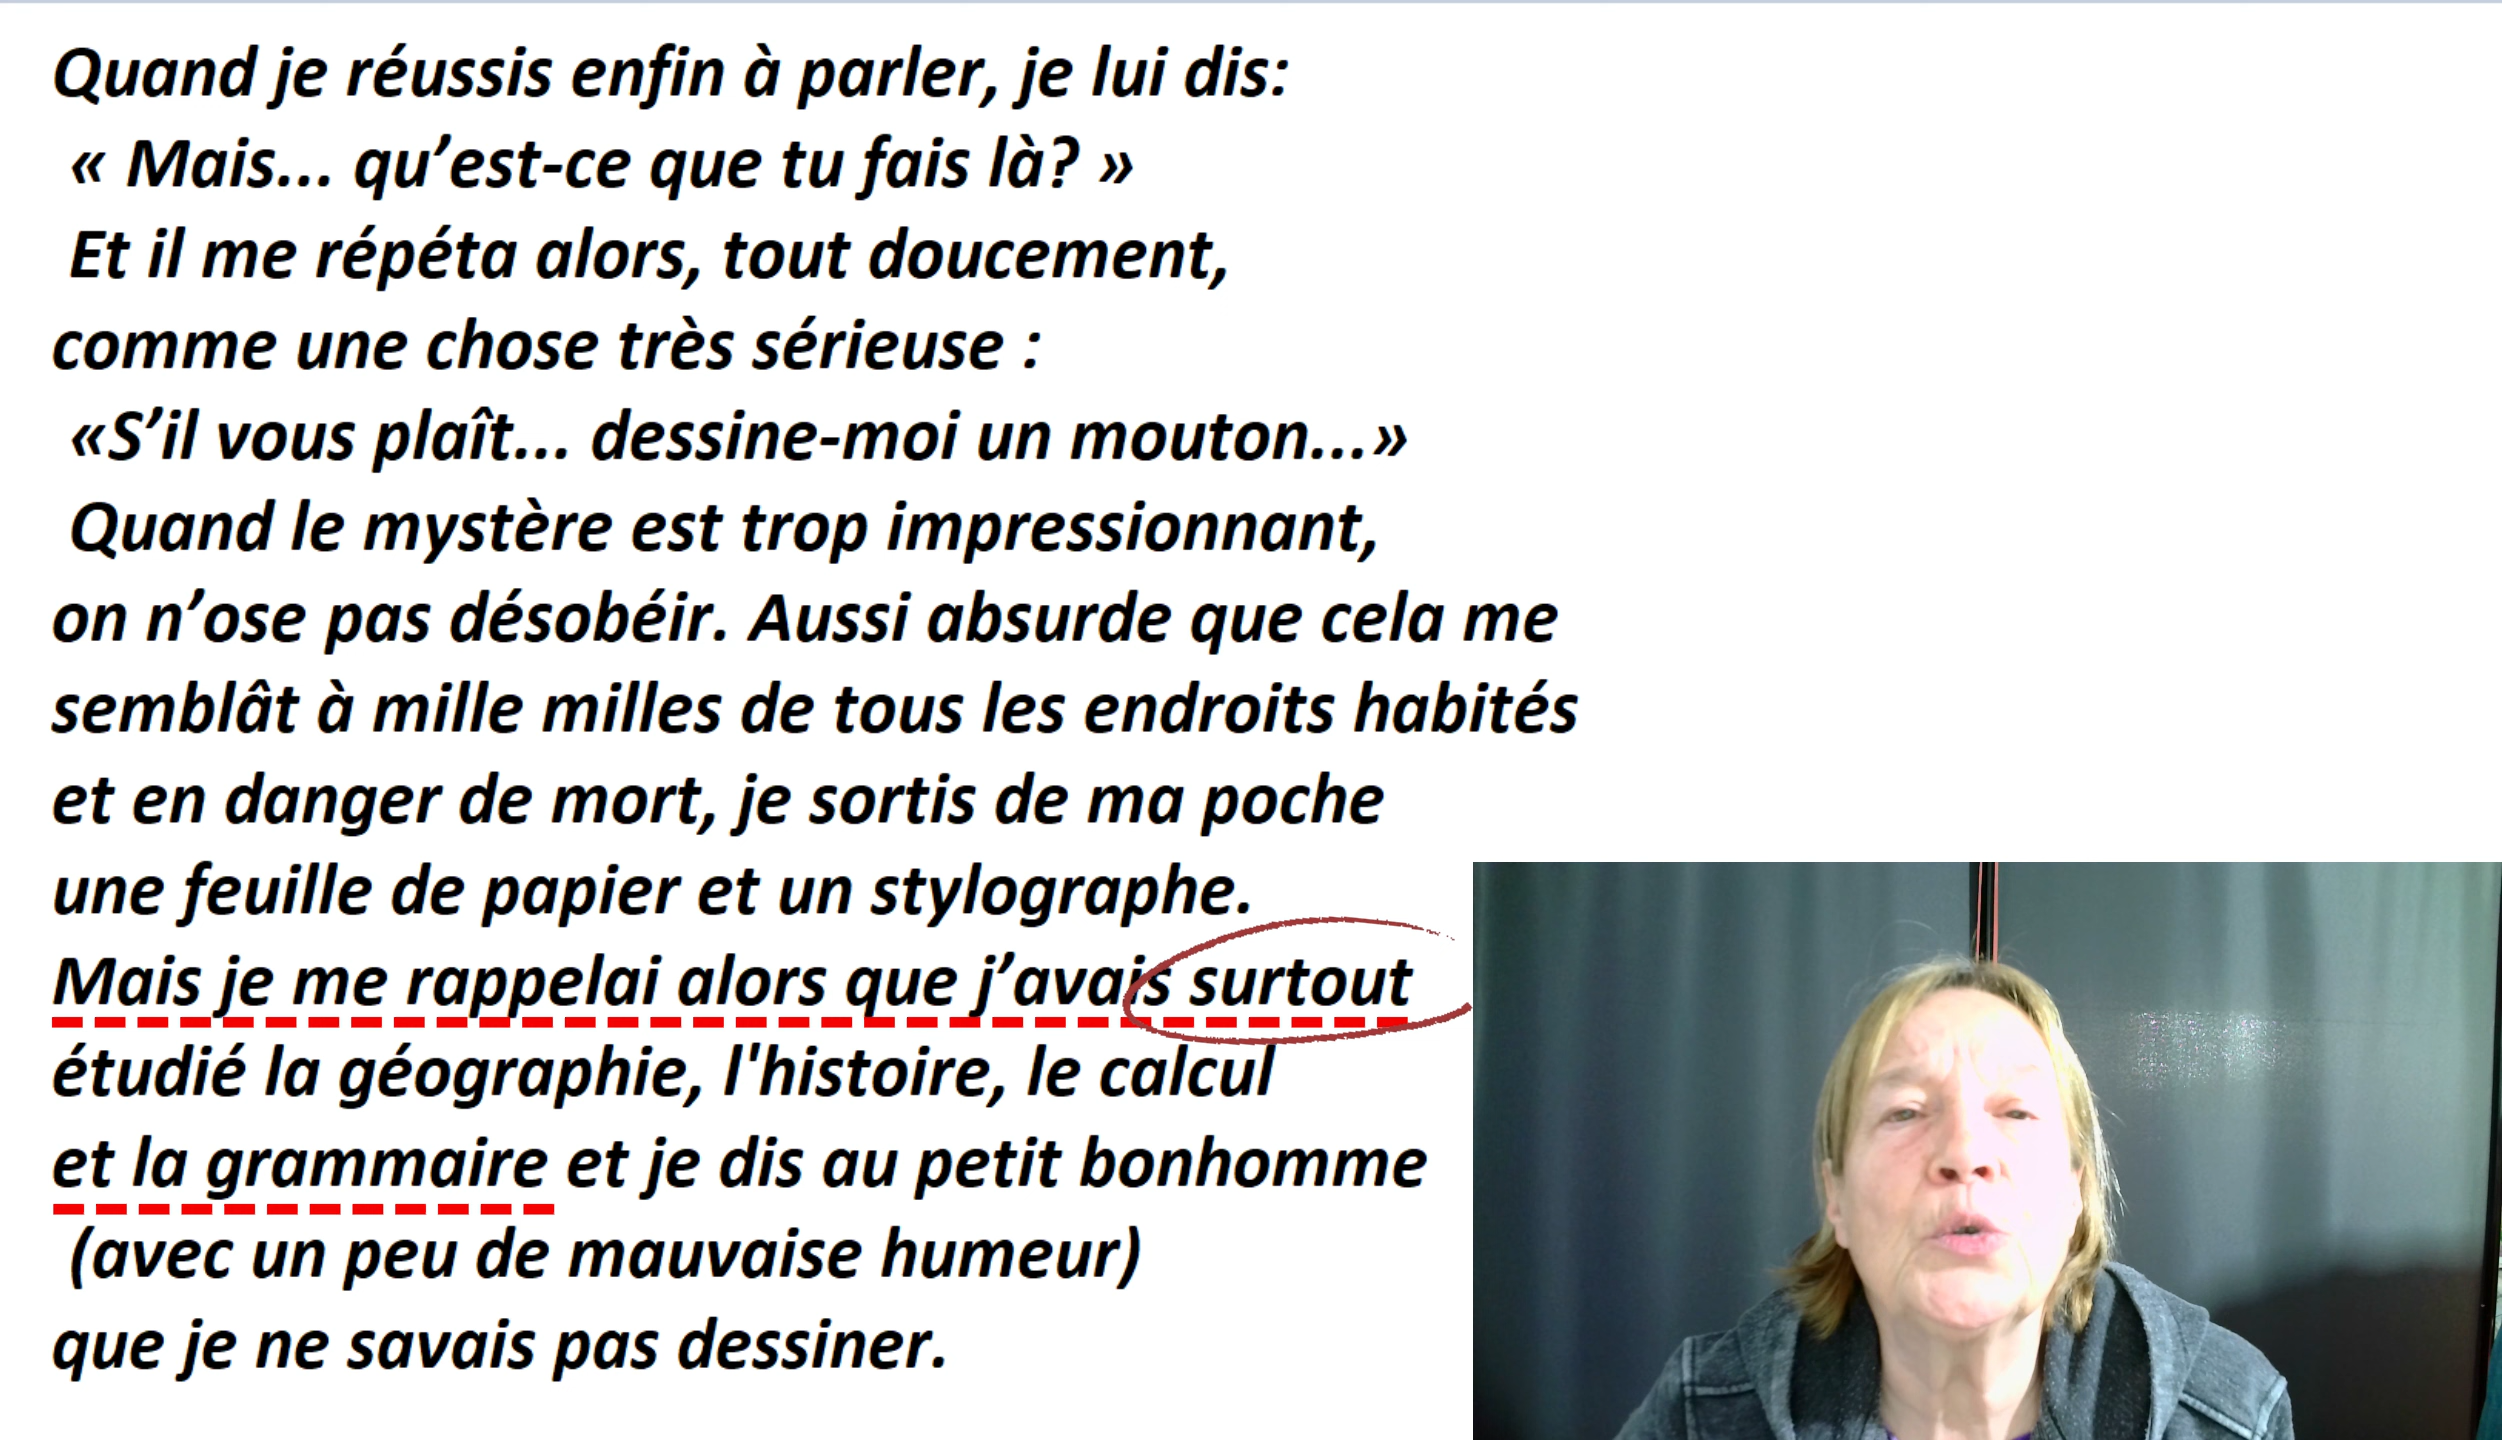 Quand je réussis enfin à parler, je lui dis:
« Mais... qu’est-ce que tu fais là? »
Et il me répéta alors, tout doucement,
comme une chose très sérieuse :
«S’il vous plaît... dessine-moi un mouton...»
Quand le mystère est trop impressionnant,
on n’ose pas désobéir. Aussi absurde que cela me
semblât à mille milles de tous les endroits habités
et en danger de mort, je sortis de ma poche
une feuille de papier et un stylographe.
Mais je me rappelai alors que j’avais surtout
étudié la géographie, l'histoire, le calcul
et la grammaire et je dis au petit bonhomme
(avec un peu de mauvaise humeur)
que je ne savais pas dessiner.